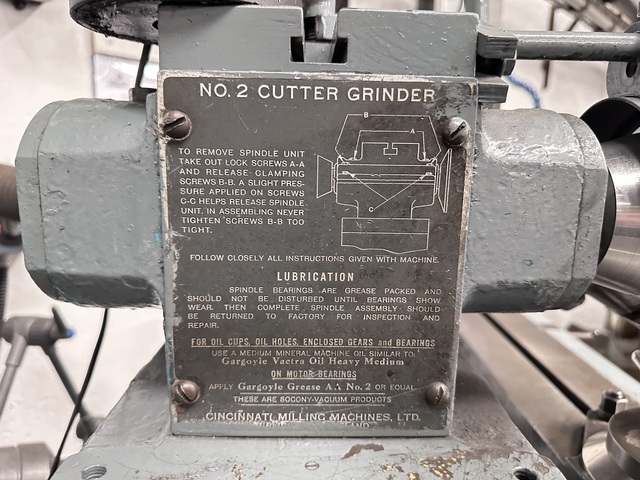 NO. 2 CUTTER GRINDER
B
A
TO REMOVE SPINDLE UNIT
TAKE OUT LOCK SCREWS A-A
AND RELEASE CLAMPING
SCREWS B-B. A SLIGHT PRES-
SURE APPLIED ON SCREWS
C-C HELPS RELEASE SPINDLE
UNIT. IN ASSEMBLING NEVER
TIGHTEN SCREWS B-B TOO
TIGHT.
C
FOLLOW CLOSELY ALL INSTRUCTIONS GIVEN WITH MACHINE.
LUBRICATION
SPINDLE BEARINGS ARE GREASE PACKED AND
SHOULD NOT BE DISTURBED UNTIL BEARINGS SHOW
WEAR. THEN COMPLETE SPINDLE ASSEMBLY SHOULD
BE RETURNED TO FACTORY FOR INSPECTION AND
REPAIR.
FOR OIL CUPS, OIL HOLES, ENCLOSED GEARS and BEARINGS
USE A MEDIUM MINERAL MACHINE OIL SIMILAR TO:
Gargoyle Vactra Oil Heavy Medium
ON MOTOR BEARINGS
APPLY Gargoyle Grease AA No. 2 OR EQUAL
THESE ARE SOCONY-VACUUM PRODUCTS
CINCINNATI MILLING MACHINES, LTD.